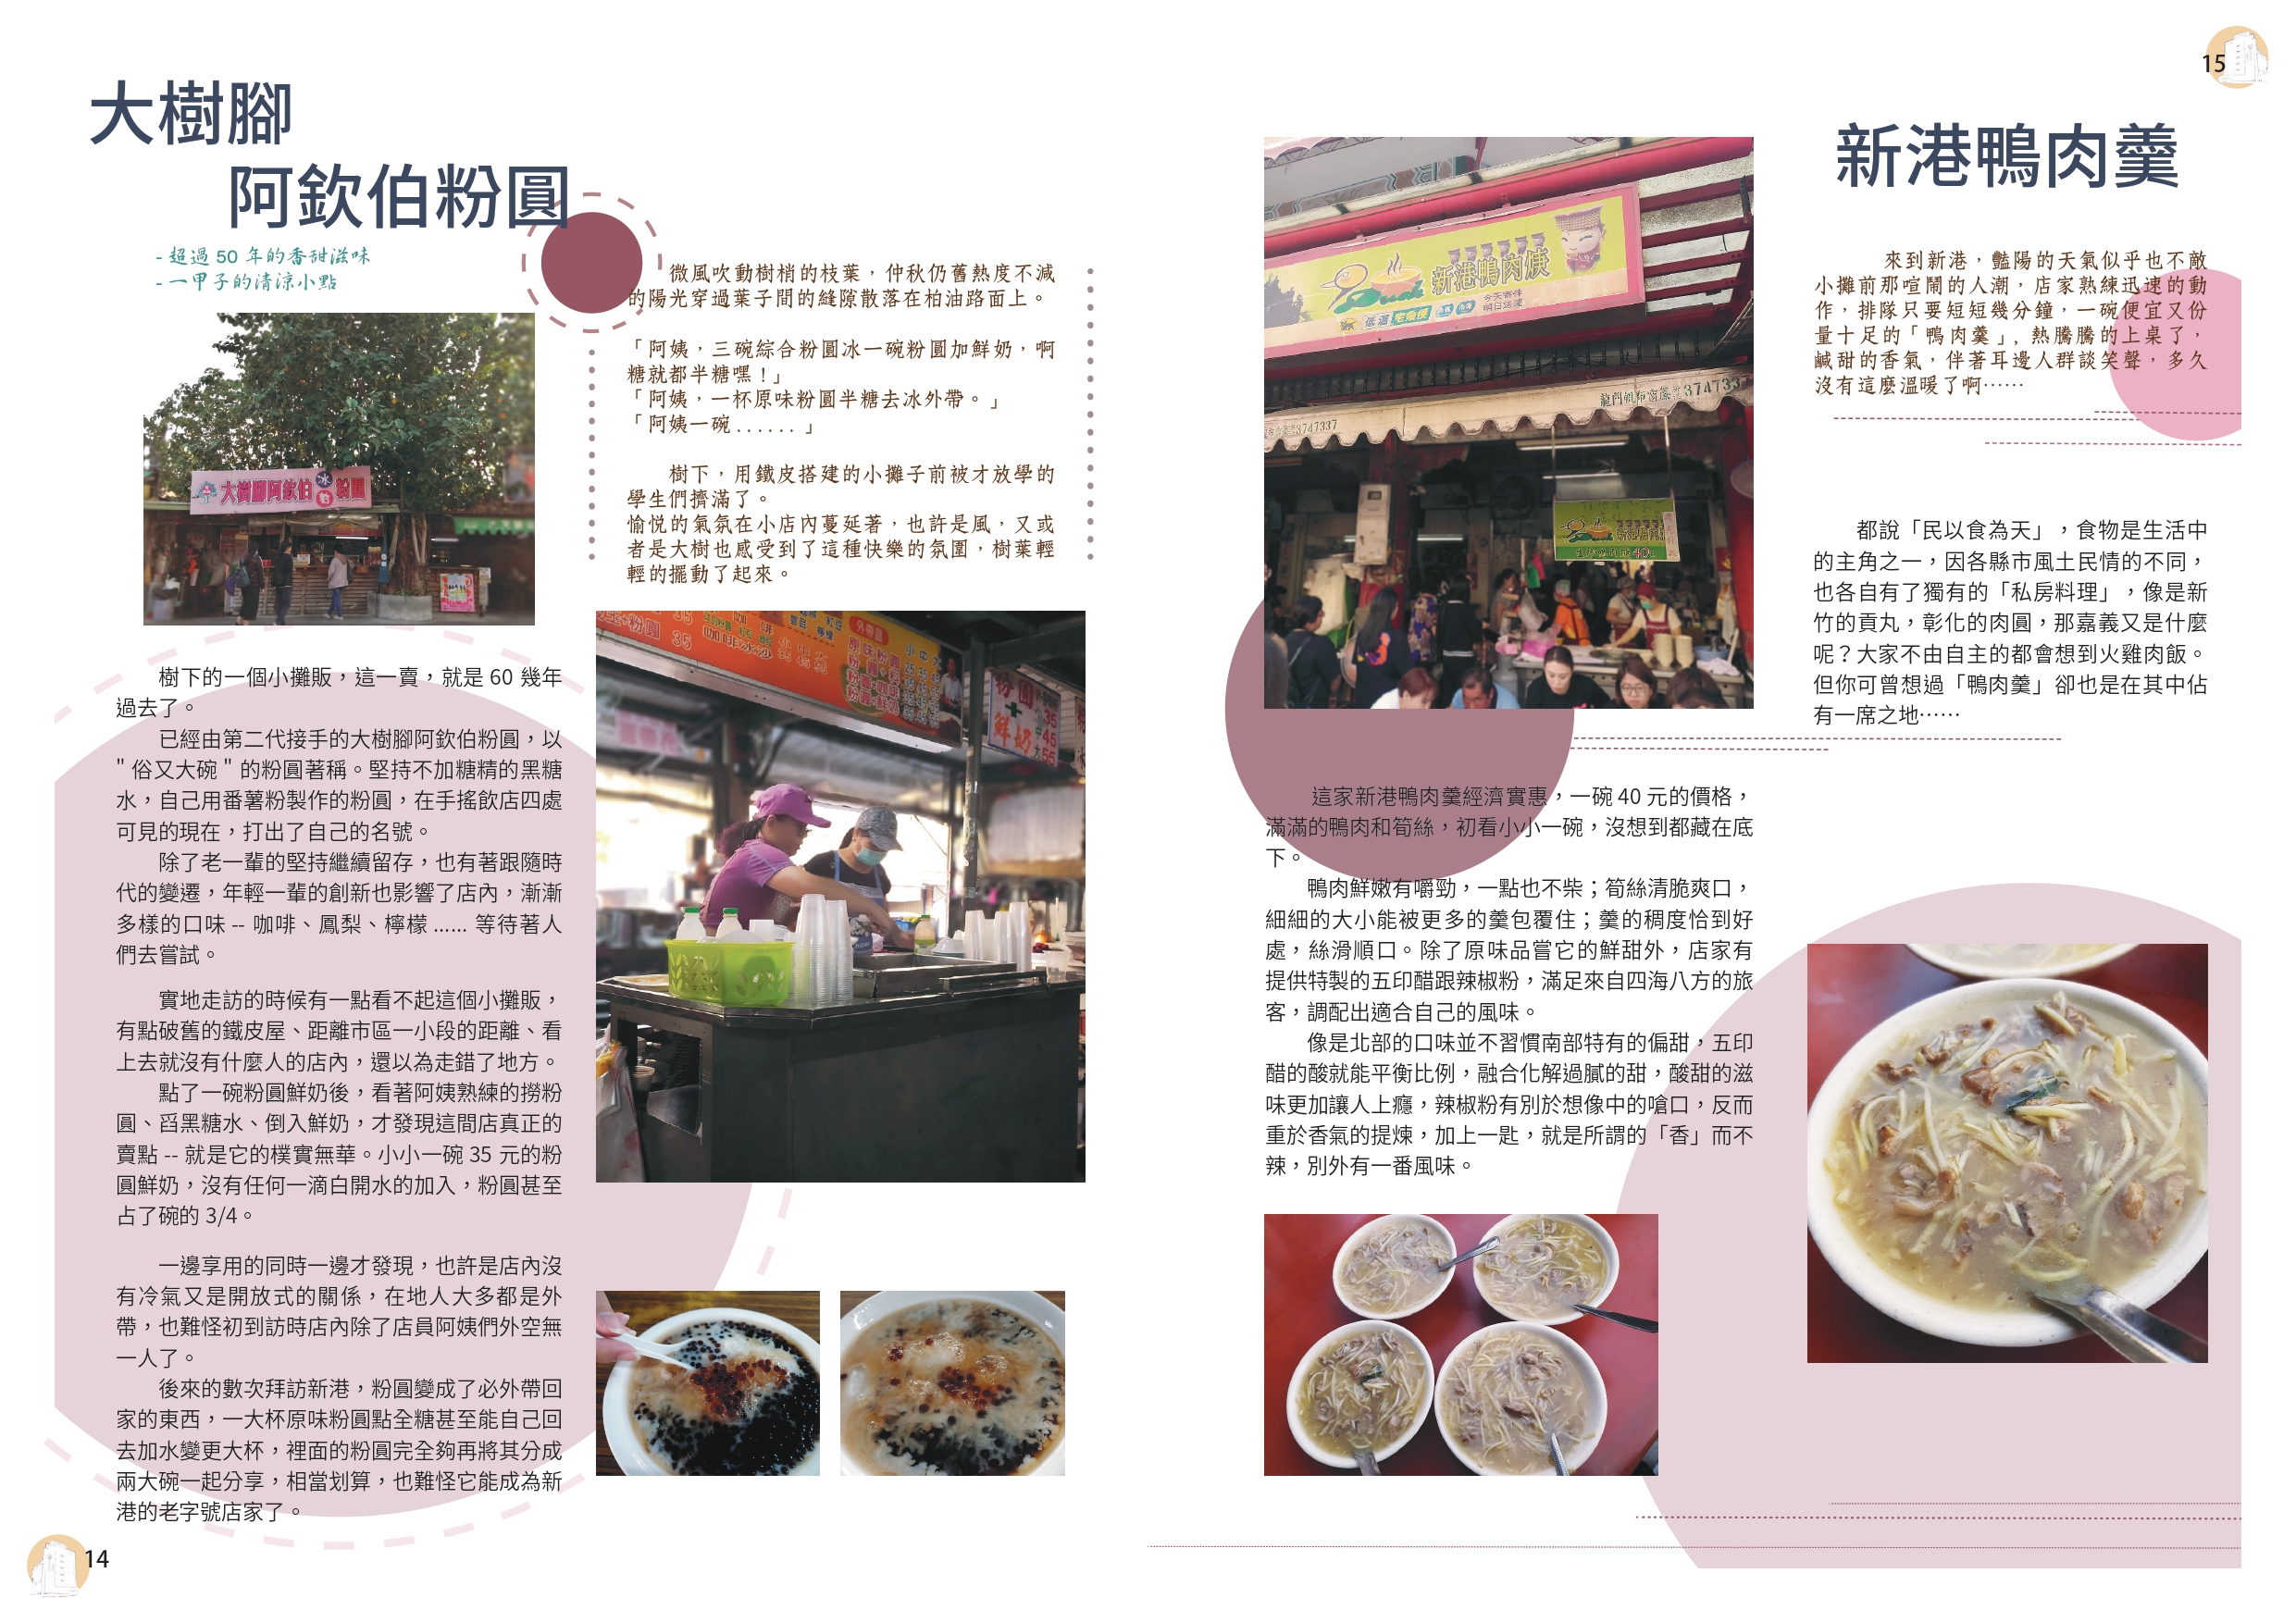 大樹腳
阿欽伯粉圓
- 超過 50 年的香甜滋味
- 一甲子的清涼小點
微風吹動樹梢的枝葉，仲秋仍舊熱度不減
的陽光穿過葉子間的縫隙散落在柏油路面上。
「阿姨，三碗綜合粉圓冰一碗粉圓加鮮奶，啊
糖就都半糖嘿！」
「阿姨，一杯原味粉圓半糖去冰外帶。」
「阿姨一碗......」
樹下，用鐵皮搭建的小攤子前被才放學的
學生們擠滿了。
愉悅的氣氛在小店內蔓延著，也許是風，又或
者是大樹也感受到了這種快樂的氛圍，樹葉輕
輕的擺動了起來。
大樹腳阿欽伯冰粉圓
樹下的一個小攤販，這一賣，就是 60 幾年
過去了。
已經由第二代接手的大樹腳阿欽伯粉圓，以
" 俗又大碗 " 的粉圓著稱。堅持不加糖精的黑糖
水，自己用番薯粉製作的粉圓，在手搖飲店四處
可見的現在，打出了自己的名號。
除了老一輩的堅持繼續留存，也有著跟隨時
代的變遷，年輕一輩的創新也影響了店內，漸漸
多樣的口味 -- 咖啡、鳳梨、檸檬 ...... 等待著人
們去嘗試。
實地走訪的時候有一點看不起這個小攤販，
有點破舊的鐵皮屋、距離市區一小段的距離、看
上去就沒有什麼人的店內，還以為走錯了地方。
點了一碗粉圓鮮奶後，看著阿姨熟練的撈粉
圓、舀黑糖水、倒入鮮奶，才發現這間店真正的
賣點 -- 就是它的樸實無華。小小一碗 35 元的粉
圓鮮奶，沒有任何一滴白開水的加入，粉圓甚至
占了碗的 3/4。
一邊享用的同時一邊才發現，也許是店內沒
有冷氣又是開放式的關係，在地人大多都是外
帶，也難怪初到訪時店內除了店員阿姨們外空無
一人了。
後來的數次拜訪新港，粉圓變成了必外帶回
家的東西，一大杯原味粉圓點全糖甚至能自己回
去加水變更大杯，裡面的粉圓完全夠再將其分成
兩大碗一起分享，相當划算，也難怪它能成為新
港的老字號店家了。
外帶區
粉圓
+
鮮奶
35
45
55
14
15
新港鴨肉羹
來到新港，豔陽的天氣似乎也不敵
小攤前那喧鬧的人潮，店家熟練迅速的動
作，排隊只要短短幾分鐘，一碗便宜又份
量十足的「鴨肉羹」，熱騰騰的上桌了，
鹹甜的香氣，伴著耳邊人群談笑聲，多久
沒有這麼溫暖了啊……
新港鴨肉焿
Duck
今天寄件
明日送達
低溫宅急便
龍門帆布窗簾
3747337
都說「民以食為天」，食物是生活中
的主角之一，因各縣市風土民情的不同，
也各自有了獨有的「私房料理」，像是新
竹的貢丸，彰化的肉圓，那嘉義又是什麼
呢？大家不由自主的都會想到火雞肉飯。
但你可曾想過「鴨肉羹」卻也是在其中佔
有一席之地……
這家新港鴨肉羹經濟實惠，一碗 40 元的價格，
滿滿的鴨肉和筍絲，初看小小一碗，沒想到都藏在底
下。
鴨肉鮮嫩有嚼勁，一點也不柴；筍絲清脆爽口，
細細的大小能被更多的羹包覆住；羹的稠度恰到好
處，絲滑順口。除了原味品嘗它的鮮甜外，店家有
提供特製的五印醋跟辣椒粉，滿足來自四海八方的旅
客，調配出適合自己的風味。
像是北部的口味並不習慣南部特有的偏甜，五印
醋的酸就能平衡比例，融合化解過膩的甜，酸甜的滋
味更加讓人上癮，辣椒粉有別於想像中的嗆口，反而
重於香氣的提煉，加上一匙，就是所謂的「香」而不
辣，別外有一番風味。